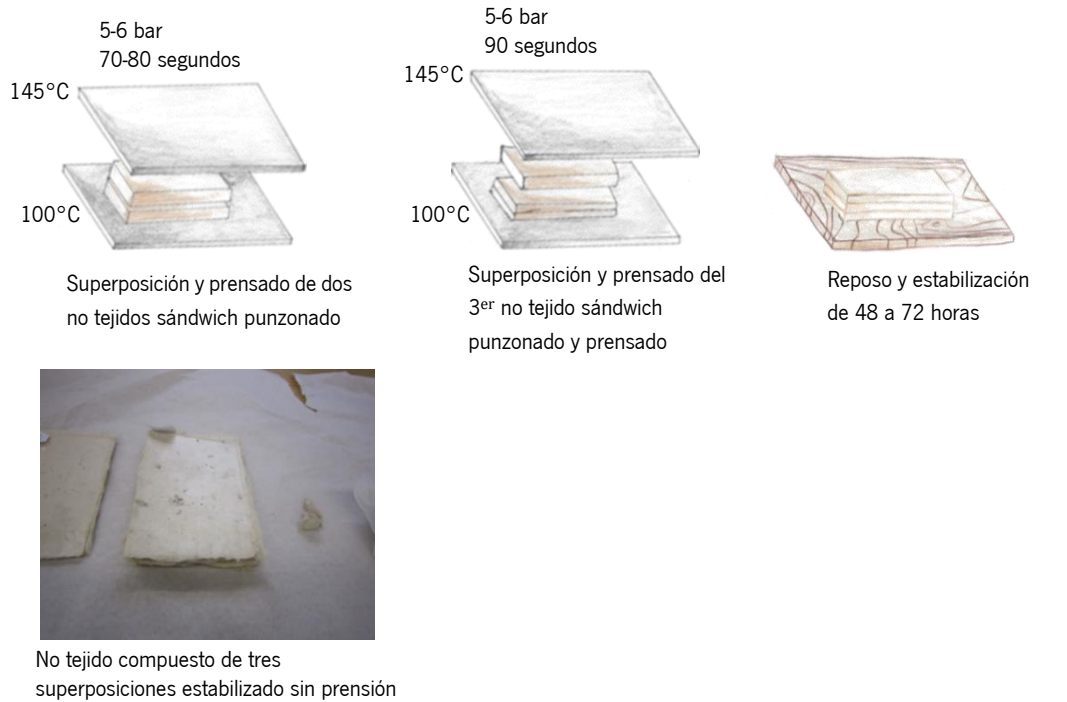 5-6 bar
70-80 segundos
145°C
100°C
Superposición y prensado de dos
no tejidos sándwich punzonado
5-6 bar
90 segundos
145°C
100°C
Superposición y prensado del
3er no tejido sándwich
punzonado y prensado
Reposo y estabilización
de 48 a 72 horas
No tejido compuesto de tres
superposiciones estabilizado sin prensión